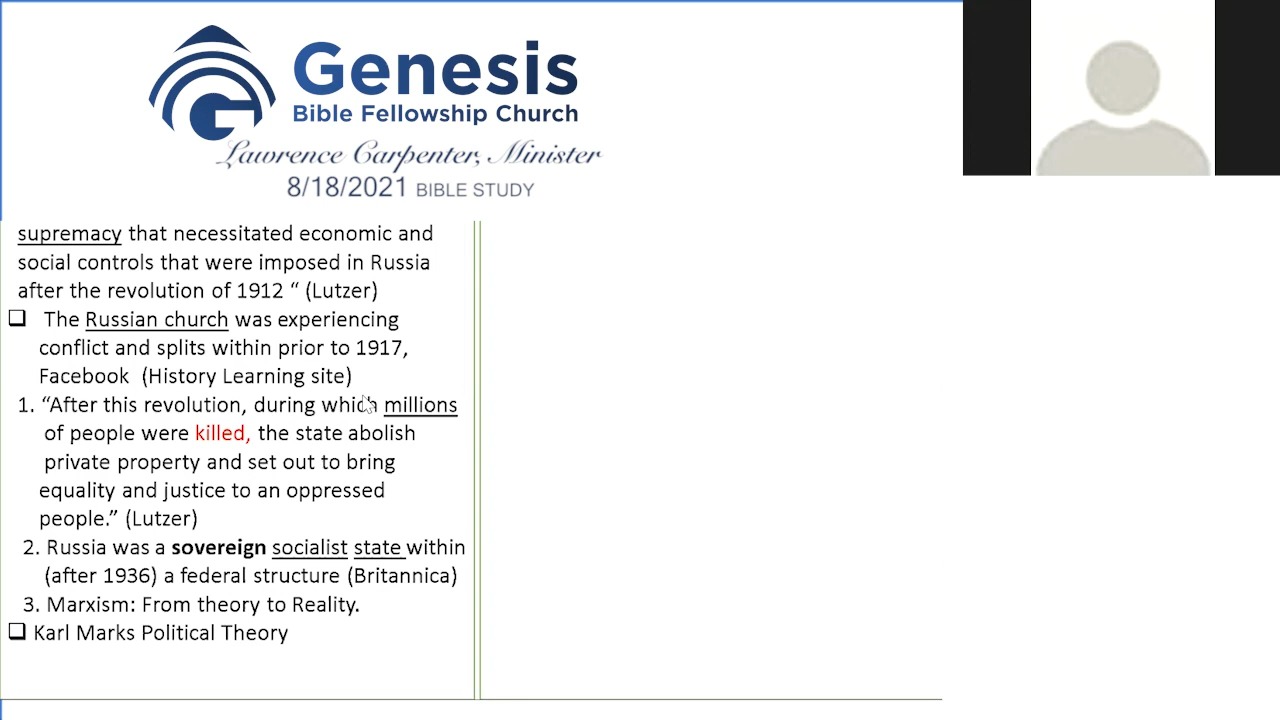 Genesis
Bible Fellowship Church
Lawrence Carpenter, Minister
8/18/2021 BIBLE STUDY
supremacy that necessitated economic and
social controls that were imposed in Russia
after the revolution of 1912 “ (Lutzer)
The Russian church was experiencing
conflict and splits within prior to 1917,
Facebook (History Learning site)
1. “After this revolution, during which millions
of people were killed, the state abolish
private property and set out to bring
equality and justice to an oppressed
people.” (Lutzer)
2. Russia was a sovereign socialist state within
(after 1936) a federal structure (Britannica)
3. Marxism: From theory to Reality.
Karl Marks Political Theory